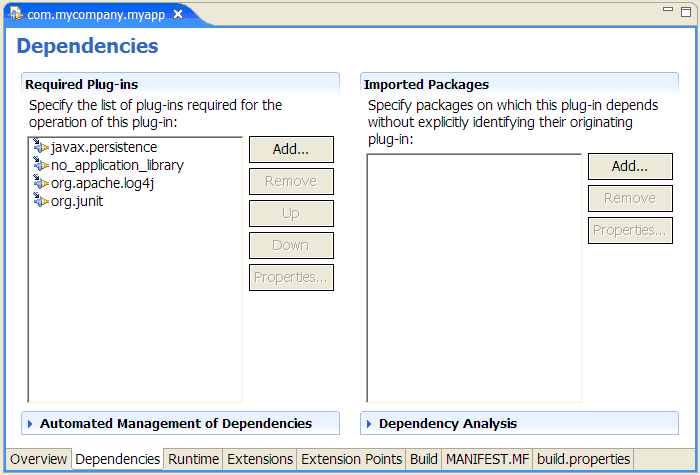 com.mycompany.myapp
Dependencies
Required Plug-ins
Specify the list of plug-ins required for the
operation of this plug-in:
javax.persistence
no_application_library
org.apache.log4j
org.junit
Add...
Remove
Up
Down
Properties...
Automated Management of Dependencies
Imported Packages
Specify packages on which this plug-in depends
without explicitly identifying their originating
plug-in:
Add...
Remove
Properties...
Dependency Analysis
Overview Dependencies Runtime Extensions Extension Points Build MANIFEST.MF build.properties